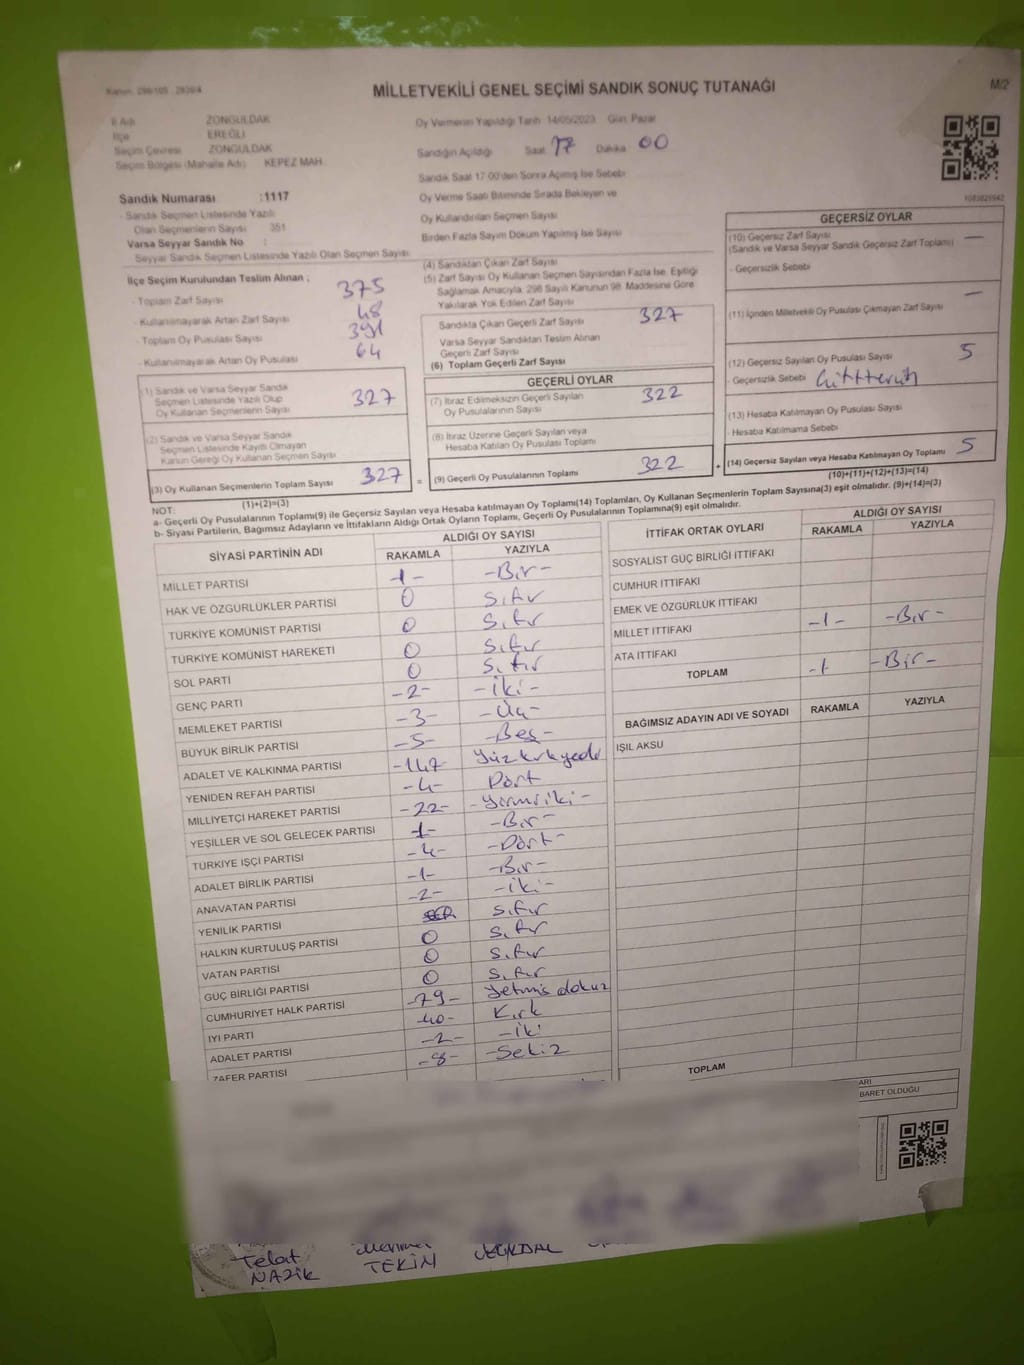 Kanun: 298/105 - 2839/4
MİLLETVEKİLİ GENEL SEÇİMİ SANDIK SONUÇ TUTANAĞI
M/2
İl Adı ZONGULDAK
İlçe EREĞLİ
Seçim Çevresi ZONGULDAK
Seçim Bölgesi (Mahalle Adı) KEPEZ MAH.
Oy Vermenin Yapıldığı Tarih 14/05/2023 Gün: Pazar
Sandığın Açıldığı Saat 17 Dakika 00
Sandık Saat 17:00'den Sonra Açılmış İse Sebebi
Sandık Numarası :1117
- Sandık Seçmen Listesinde Yazılı
Olan Seçmenlerin Sayısı 351
Varsa Seyyar Sandık No :
Seyyar Sandık Seçmen Listesinde Yazılı Olan Seçmen Sayısı
Oy Verme Saati Bitiminde Sırada Bekleyen ve
Oy Kullandırılan Seçmen Sayısı
Birden Fazla Sayım Döküm Yapılmış İse Sayısı
İlçe Seçim Kurulundan Teslim Alınan ;
- Toplam Zarf Sayısı 375
- Kullanılmayarak Artan Zarf Sayısı 48
- Toplam Oy Pusulası Sayısı 391
- Kullanılmayarak Artan Oy Pusulası 64
(1) Sandık ve Varsa Seyyar Sandık
Seçmen Listesinde Yazılı Olup
Oy Kullanan Seçmenlerin Sayısı 327
(2) Sandık ve Varsa Seyyar Sandık
Seçmen Listesinde Kayıtlı Olmayan
Kanun Gereği Oy Kullanan Seçmen Sayısı
(3) Oy Kullanan Seçmenlerin Toplam Sayısı 327
(1)+(2)=(3)
(4) Sandıktan Çıkan Zarf Sayısı
(5) Zarf Sayısı Oy Kullanan Seçmen Sayısından Fazla İse, Eşitliği
Sağlamak Amacıyla, 298 Sayılı Kanunun 98. Maddesine Göre
Yakılarak Yok Edilen Zarf Sayısı
Sandıkta Çıkan Geçerli Zarf Sayısı 327
Varsa Seyyar Sandıktan Teslim Alınan
Geçerli Zarf Sayısı
(6) Toplam Geçerli Zarf Sayısı
GEÇERLİ OYLAR
(7) İtiraz Edilmeksizin Geçerli Sayılan
Oy Pusulalarının Sayısı 322
(8) İtiraz Üzerine Geçerli Sayılan veya
Hesaba Katılan Oy Pusulası Toplamı
= (9) Geçerli Oy Pusulalarının Toplamı 322 +
GEÇERSİZ OYLAR
(10) Geçersiz Zarf Sayısı —
(Sandık ve Varsa Seyyar Sandık Geçersiz Zarf Toplamı)
- Geçersizlik Sebebi
(11) İçinden Milletvekili Oy Pusulası Çıkmayan Zarf Sayısı —
(12) Geçersiz Sayılan Oy Pusulası Sayısı 5
- Geçersizlik Sebebi
(13) Hesaba Katılmayan Oy Pusulası Sayısı
- Hesaba Katılmama Sebebi
(14) Geçersiz Sayılan veya Hesaba Katılmayan Oy Toplamı 5
(10)+(11)+(12)+(13)=(14)
NOT:
a- Geçerli Oy Pusulalarının Toplamı(9) ile Geçersiz Sayılan veya Hesaba katılmayan Oy Toplamı(14) Toplamları, Oy Kullanan Seçmenlerin Toplam Sayısına(3) eşit olmalıdır. (9)+(14)=(3)
b- Siyasi Partilerin, Bağımsız Adayların ve İttifakların Aldığı Ortak Oyların Toplamı, Geçerli Oy Pusulalarının Toplamına(9) eşit olmalıdır.
SİYASİ PARTİNİN ADI ALDIĞI OY SAYISI
RAKAMLA YAZIYLA
MİLLET PARTİSİ -1- -Bir-
HAK VE ÖZGÜRLÜKLER PARTİSİ 0 Sıfır
TÜRKİYE KOMÜNİST PARTİSİ 0 Sıfır
TÜRKİYE KOMÜNİST HAREKETİ 0 Sıfır
SOL PARTİ 0 Sıfır
GENÇ PARTİ -2- -İki-
MEMLEKET PARTİSİ -3- -Üç-
BÜYÜK BİRLİK PARTİSİ -5- -Beş-
ADALET VE KALKINMA PARTİSİ -147 Yüzkırkyedi
YENİDEN REFAH PARTİSİ -4- Dört
MİLLİYETÇİ HAREKET PARTİSİ -22- -Yirmiiki-
YEŞİLLER VE SOL GELECEK PARTİSİ -1- -Bir-
TÜRKİYE İŞÇİ PARTİSİ -4- -Dört-
ADALET BİRLİK PARTİSİ -1- -Bir-
ANAVATAN PARTİSİ -2- -iki-
YENİLİK PARTİSİ Sıfır
HALKIN KURTULUŞ PARTİSİ 0 Sıfır
VATAN PARTİSİ 0 Sıfır
GÜÇ BİRLİĞİ PARTİSİ 0 Sıfır
CUMHURİYET HALK PARTİSİ -79- Yetmiş dokuz
İYİ PARTİ -40- Kırk
ADALET PARTİSİ -2- -İki
ZAFER PARTİSİ -8- -Sekiz
İTTİFAK ORTAK OYLARI ALDIĞI OY SAYISI
RAKAMLA YAZIYLA
SOSYALİST GÜÇ BİRLİĞİ İTTİFAKI
CUMHUR İTTİFAKI
EMEK VE ÖZGÜRLÜK İTTİFAKI
MİLLET İTTİFAKI -1- -Bir-
ATA İTTİFAKI
TOPLAM -1 -Bir-
BAĞIMSIZ ADAYIN ADI VE SOYADI RAKAMLA YAZIYLA
IŞIL AKSU
TOPLAM
BARET OLDUĞU
Telat
NAZİK
TEKİN